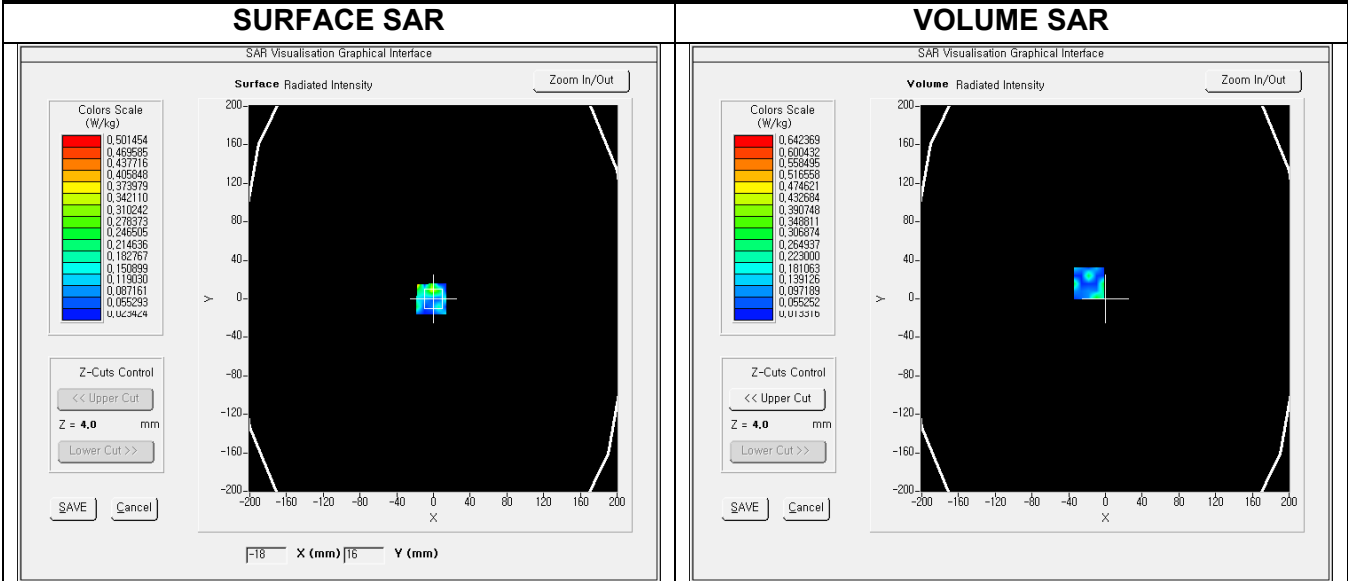 SURFACE SAR
SAR Visualisation Graphical Interface
Surface Radiated Intensity
Zoom In/Out
Colors Scale
(W/kg)
0,501454
0,469585
0,437716
0,405848
0,373979
0,342110
0,310242
0,278373
0,246505
0,214636
0,182767
0,150899
0,119030
0,087161
0,055293
0,023424
200
160
120
80
40
0
-40
-80
-120
-160
-200
Y
-200 -160 -120 -80 -40 0 40 80 120 160 200
X
Z-Cuts Control
<< Upper Cut
Z = 4.0 mm
Lower Cut >>
SAVE Cancel
-18 X (mm) 16 Y (mm)
VOLUME SAR
SAR Visualisation Graphical Interface
Volume Radiated Intensity
Zoom In/Out
Colors Scale
(W/kg)
0,642369
0,600432
0,558495
0,516558
0,474621
0,432684
0,390748
0,348811
0,306874
0,264937
0,223000
0,181063
0,139126
0,097189
0,055252
0,013316
200
160
120
80
40
0
-40
-80
-120
-160
-200
Y
-200 -160 -120 -80 -40 0 40 80 120 160 200
X
Z-Cuts Control
<< Upper Cut
Z = 4.0 mm
Lower Cut >>
SAVE Cancel